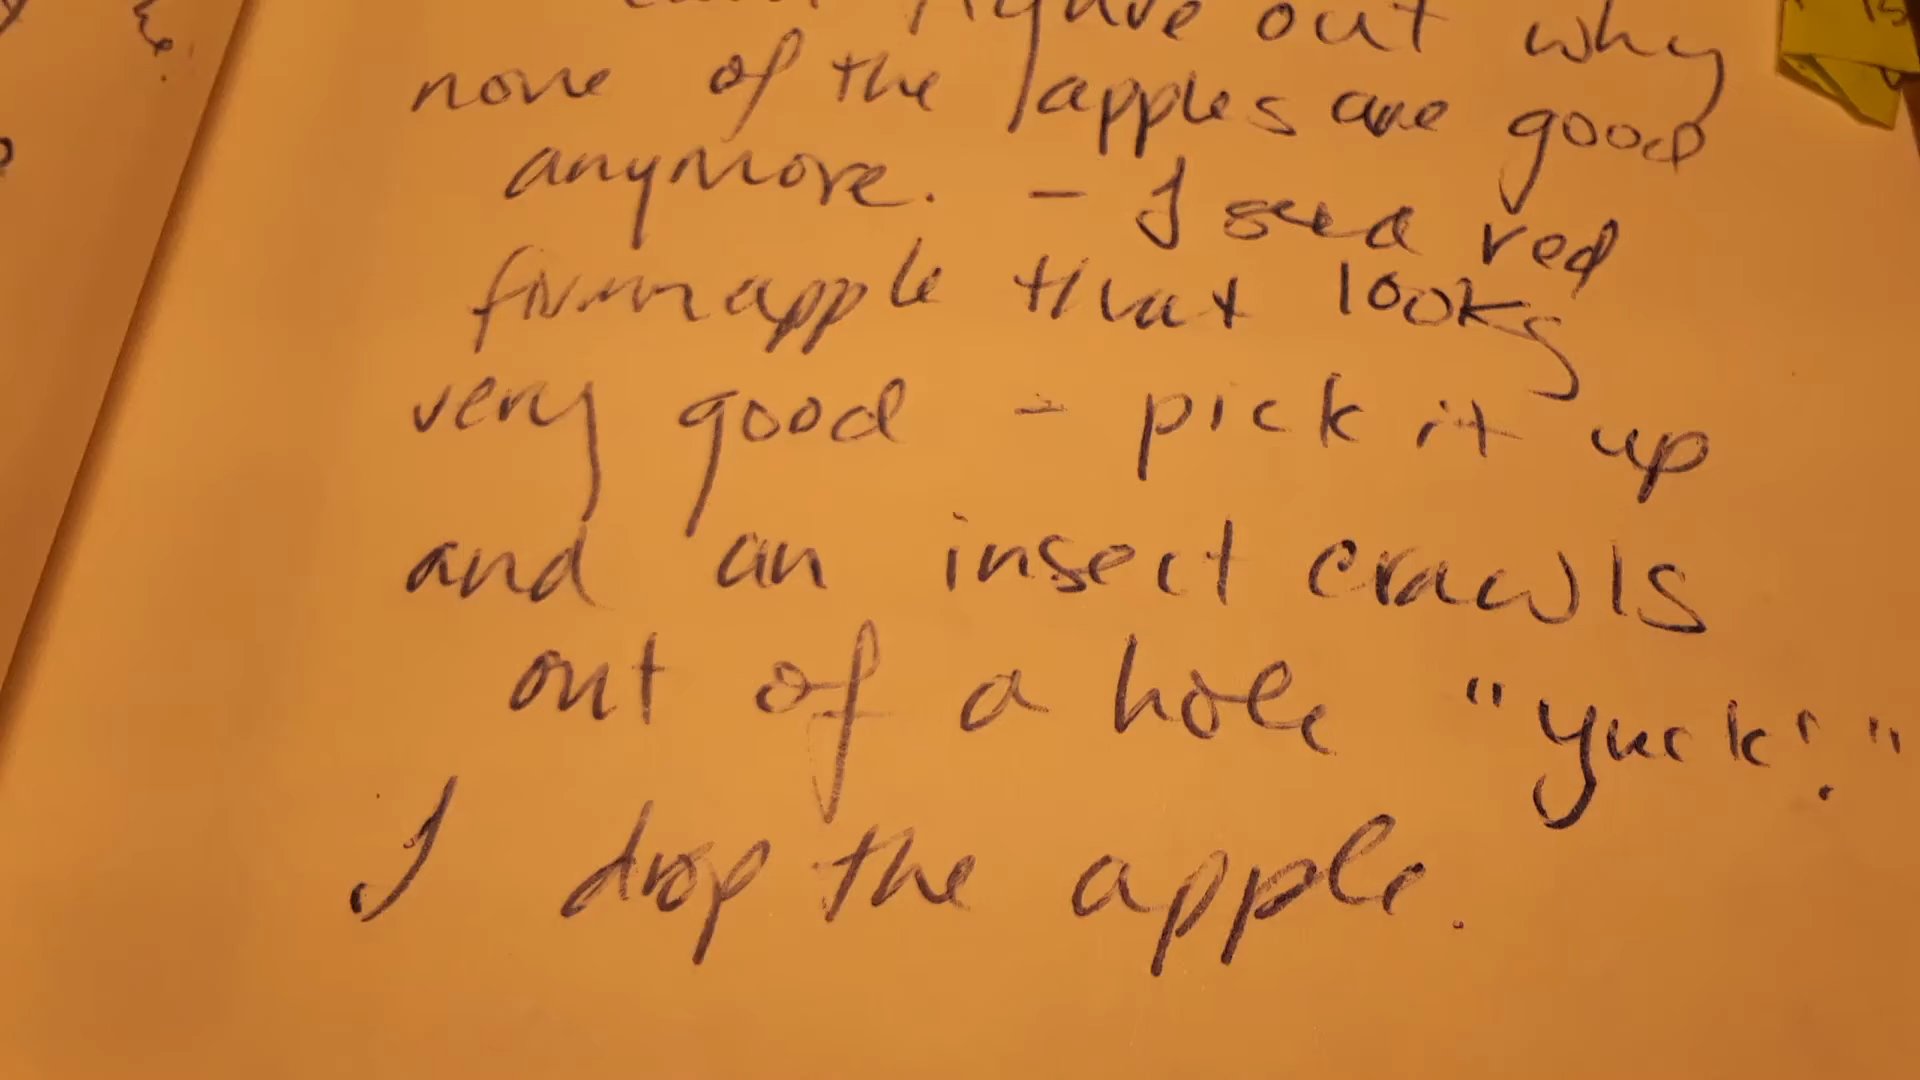 figure out why
none of the apples are good
anymore. - I see a red
firm apple that looks
very good - pick it up
and an insect crawls
out of a hole "yuck!"
I drop the apple.